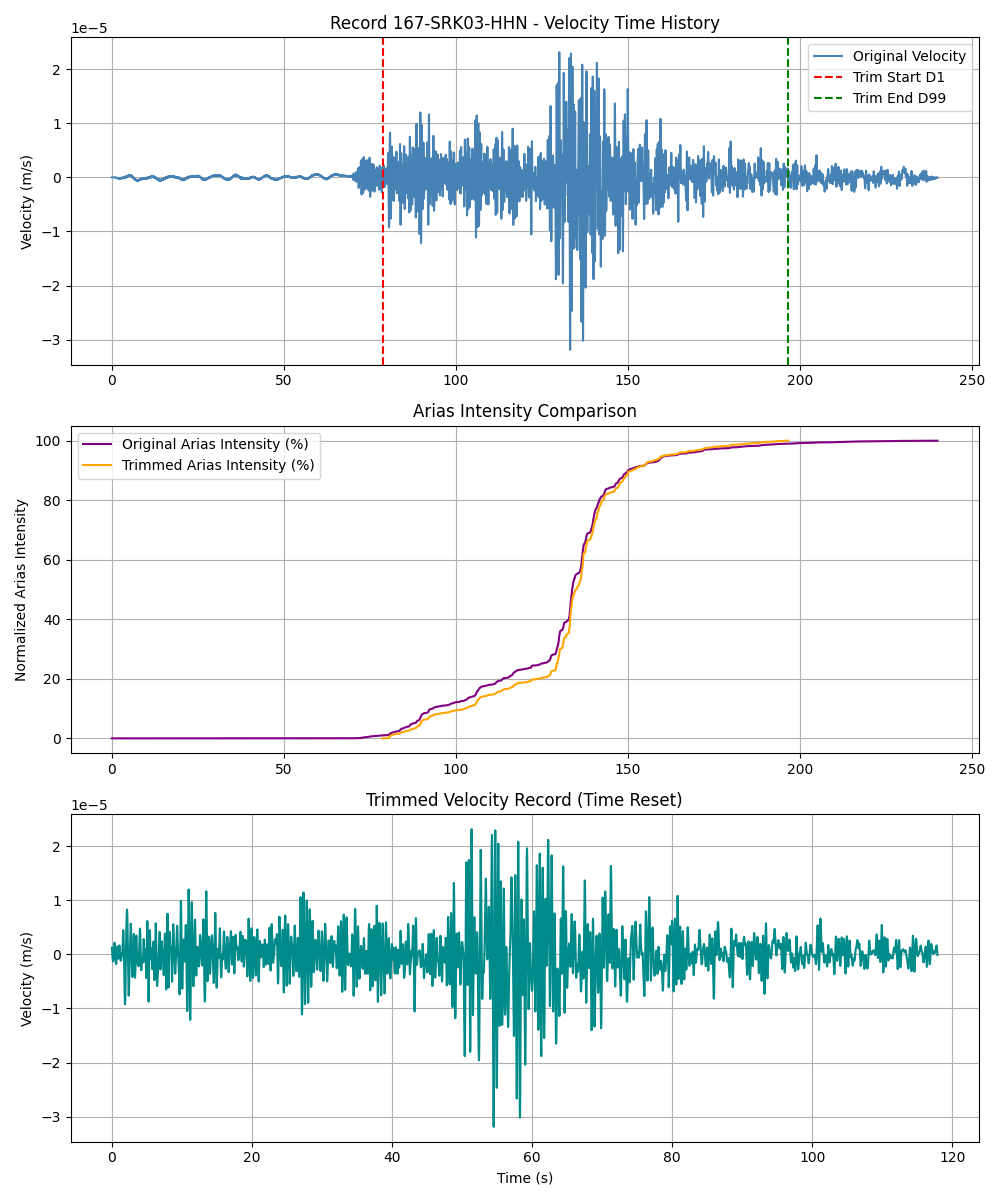 Record 167-SRK03-HHN - Velocity Time History
1e−5
Velocity (m/s)
2
1
0
−1
−2
−3
Original Velocity
Trim Start D1
Trim End D99
0 50 100 150 200 250
Arias Intensity Comparison
Normalized Arias Intensity
100
80
60
40
20
0
Original Arias Intensity (%)
Trimmed Arias Intensity (%)
0 50 100 150 200 250
Trimmed Velocity Record (Time Reset)
1e−5
Velocity (m/s)
2
1
0
−1
−2
−3
0 20 40 60 80 100 120
Time (s)